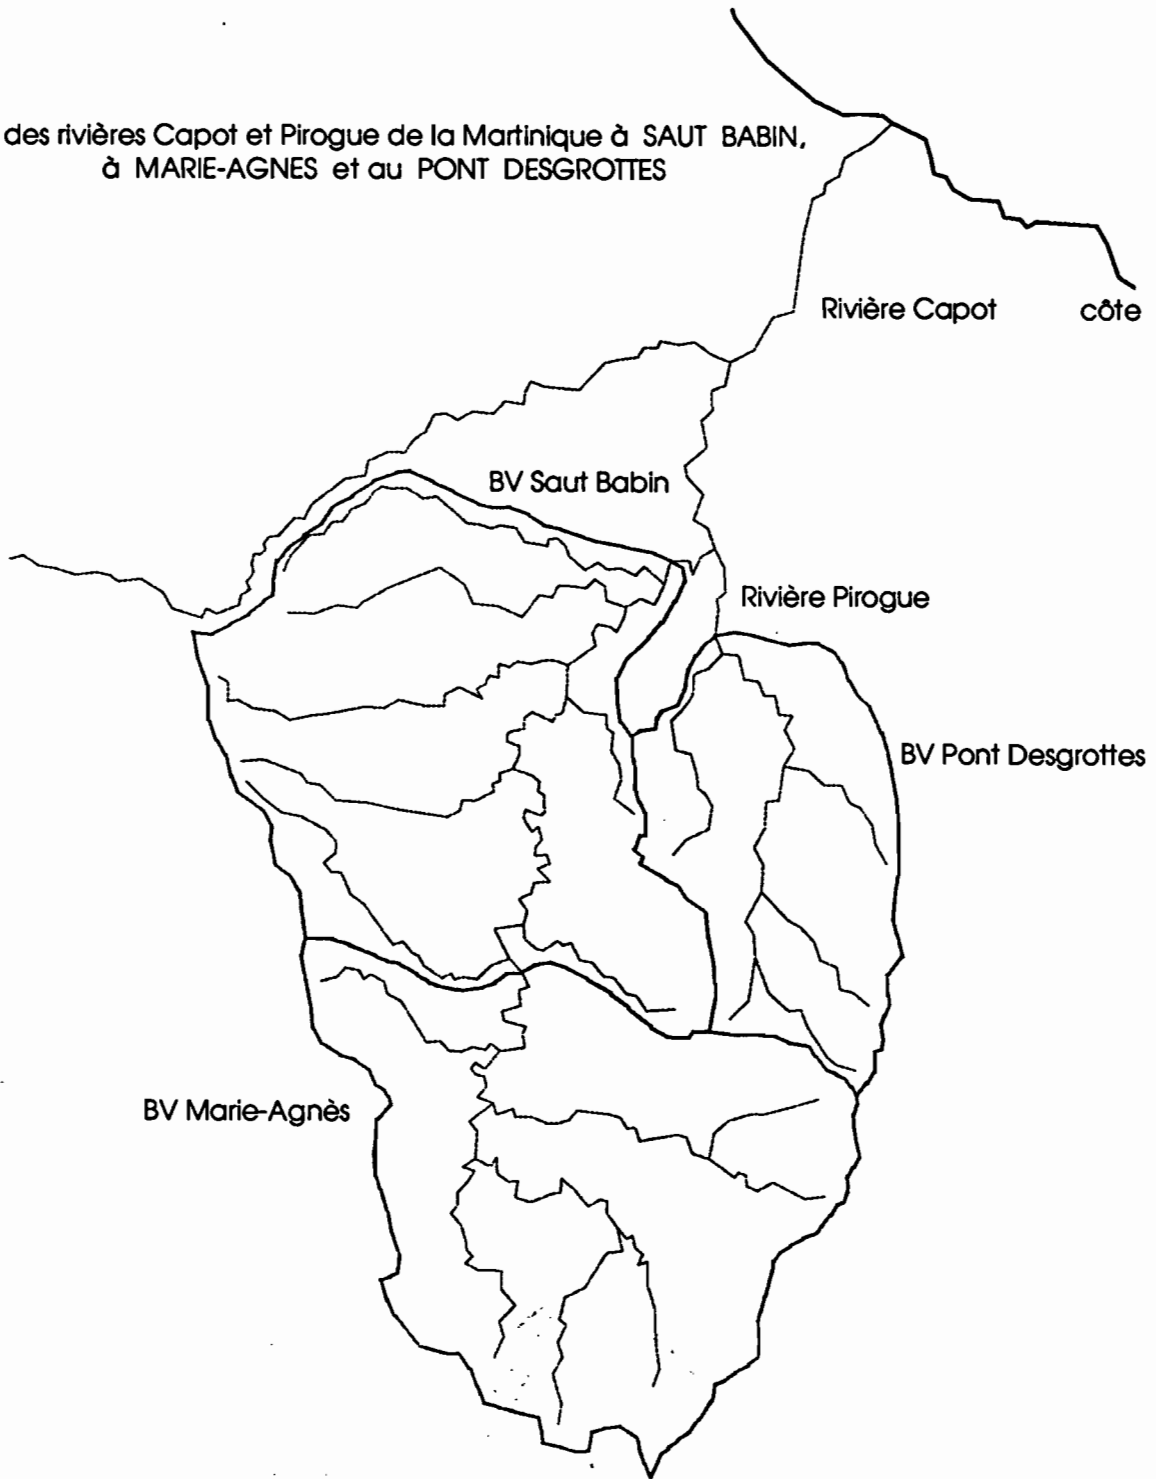 des rivières Capot et Pirogue de la Martinique à SAUT BABIN,
à MARIE-AGNES et au PONT DESGROTTES
Rivière Capot
côte
BV Saut Babin
Rivière Pirogue
BV Pont Desgrottes
BV Marie-Agnès